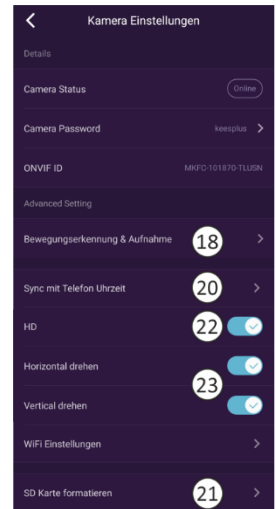 Kamera Einstellungen
Details
Camera Status Online
Camera Password keesplus
ONVIF ID MKFC-101870-TLUSN
Advanced Setting
Bewegungserkennung & Aufnahme 18
Sync mit Telefon Uhrzeit 20
HD 22
Horizontal drehen
23
Vertical drehen
WiFi Einstellungen
SD Karte formatieren 21